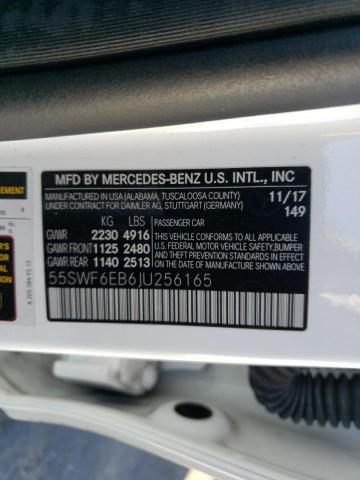 MFD BY MERCEDES-BENZ U.S. INTL., INC
MANUFACTURED IN USA (ALABAMA, TUSCALOOSA COUNTY) 11/17
UNDER CONTRACT FOR DAIMLER AG, STUTTGART (GERMANY) 149
KG LBS PASSENGER CAR
GVWR 2230 4916
GAWR FRONT 1125 2480
GAWR REAR 1140 2513
THIS VEHICLE CONFORMS TO ALL APPLICABLE
U.S. FEDERAL MOTOR VEHICLE SAFETY, BUMPER,
AND THEFT PREVENTION STANDARDS IN EFFECT
ON THE DATE OF MANUFACTURE SHOWN ABOVE.
55SWF6EB6JU256165